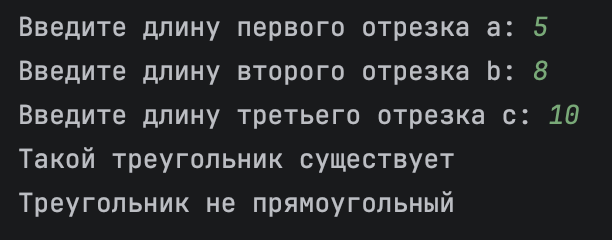 Введите длину первого отрезка a: 5
Введите длину второго отрезка b: 8
Введите длину третьего отрезка c: 10
Такой треугольник существует
Треугольник не прямоугольный